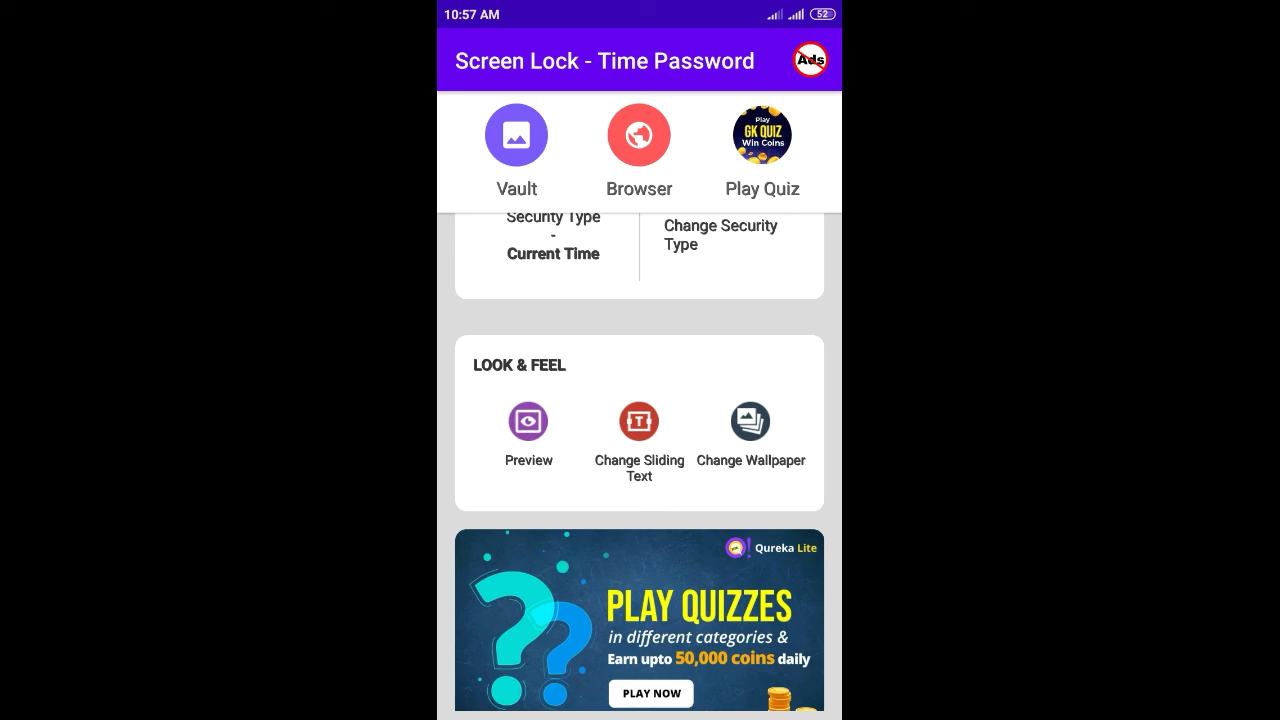 10:57 AM
52
Screen Lock - Time Password
Ads
Play
GK QUIZ
Win Coins
Vault
Browser
Play Quiz
Security Type
-
Current Time
Change Security
Type
LOOK & FEEL
T
Preview
Change Sliding
Text
Change Wallpaper
Qureka Lite
PLAY QUIZZES
in different categories &
Earn upto 50,000 coins daily
PLAY NOW